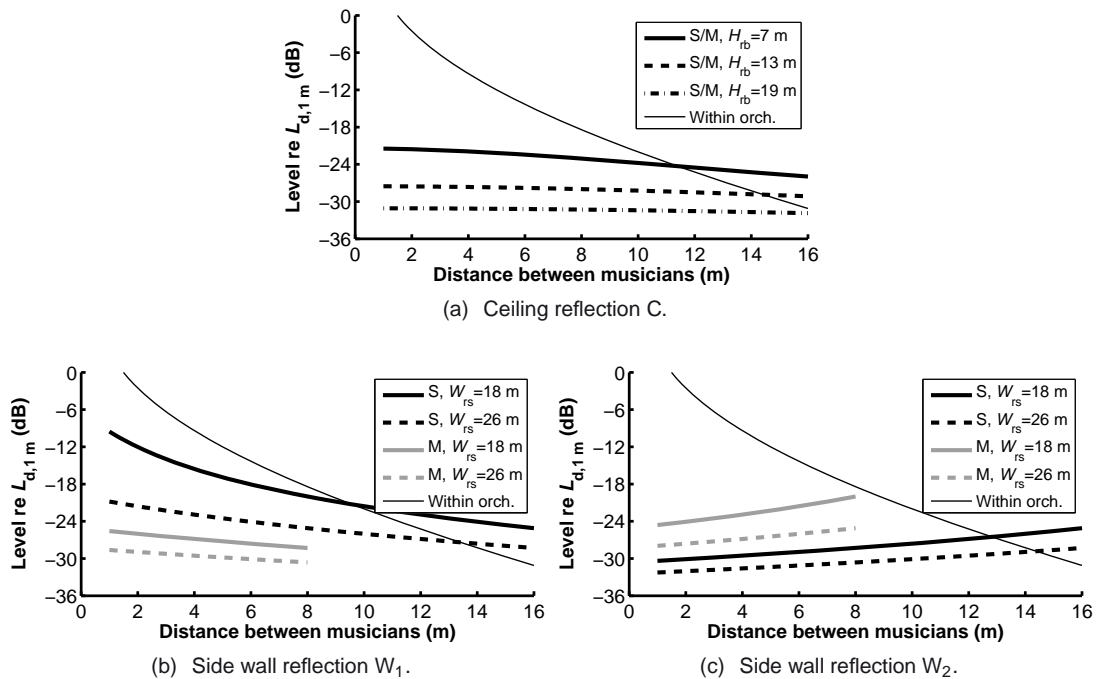 0
−6
−12
−18
−24
−30
−36
Level re L_d,1 m (dB)
S/M, H_rb=7 m
S/M, H_rb=13 m
S/M, H_rb=19 m
Within orch.
0 2 4 6 8 10 12 14 16
Distance between musicians (m)
(a) Ceiling reflection C.
0
−6
−12
−18
−24
−30
−36
Level re L_d,1 m (dB)
S, W_rs=18 m
S, W_rs=26 m
M, W_rs=18 m
M, W_rs=26 m
Within orch.
0 2 4 6 8 10 12 14 16
Distance between musicians (m)
(b) Side wall reflection W₁.
0
−6
−12
−18
−24
−30
−36
Level re L_d,1 m (dB)
S, W_rs=18 m
S, W_rs=26 m
M, W_rs=18 m
M, W_rs=26 m
Within orch.
0 2 4 6 8 10 12 14 16
Distance between musicians (m)
(c) Side wall reflection W₂.